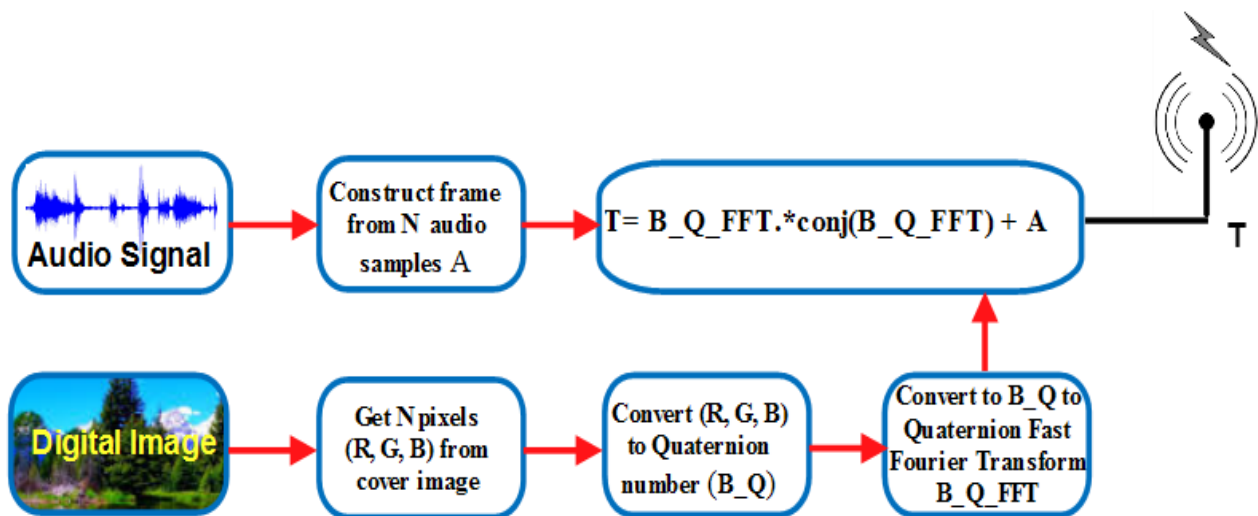 Audio Signal
Construct frame
from N audio
samples A
T= B_Q_FFT.*conj(B_Q_FFT) + A
T
Digital Image
Get N pixels
(R, G, B) from
cover image
Convert (R, G, B)
to Quaternion
number (B_Q)
Convert to B_Q to
Quaternion Fast
Fourier Transform
B_Q_FFT